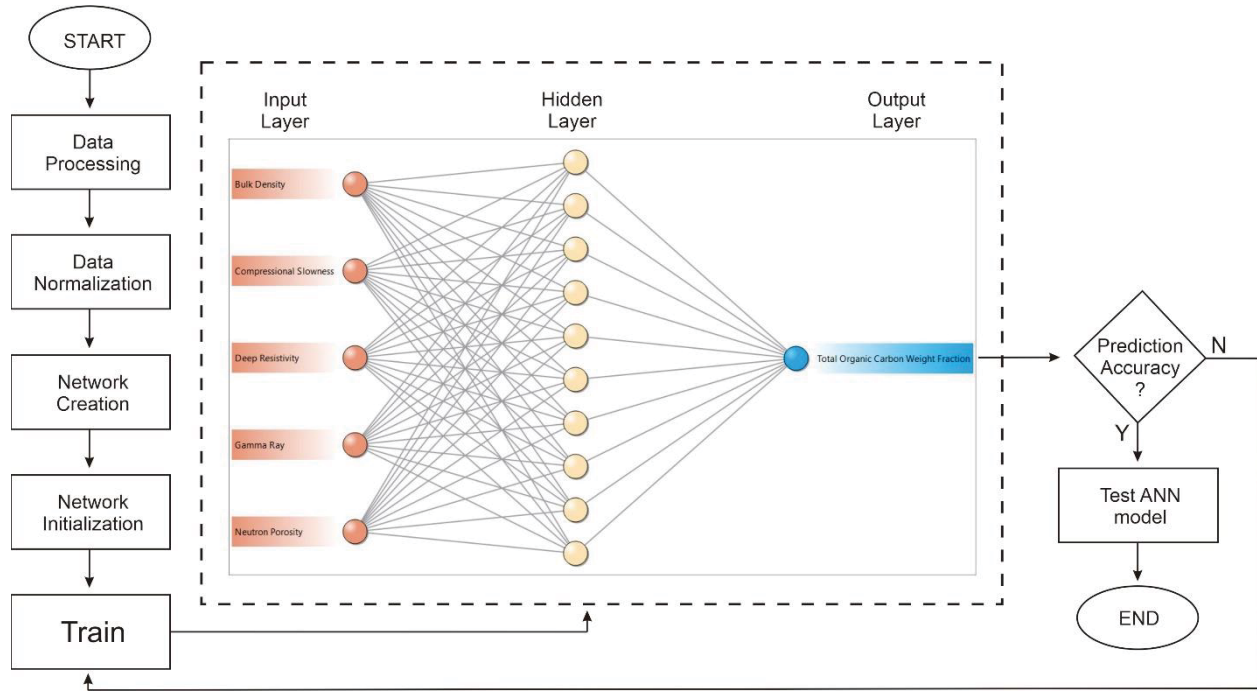 START
Data
Processing
Data
Normalization
Network
Creation
Network
Initialization
Train
Input
Layer
Hidden
Layer
Output
Layer
Bulk Density
Compressional Slowness
Deep Resistivity
Gamma Ray
Neutron Porosity
Total Organic Carbon Weight Fraction
Prediction
Accuracy
?
N
Y
Test ANN
model
END